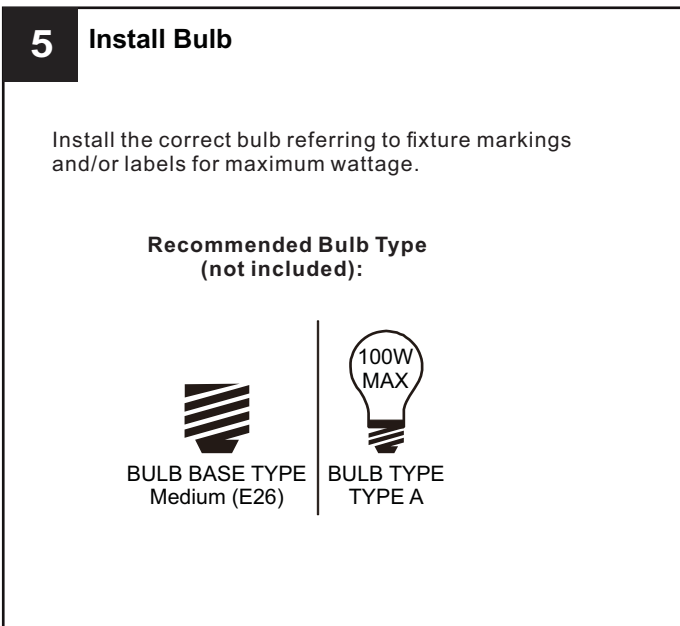 5
Install Bulb
Install the correct bulb referring to fixture markings
and/or labels for maximum wattage.
Recommended Bulb Type
(not included):
100W
MAX
BULB BASE TYPE
Medium (E26)
BULB TYPE
TYPE A